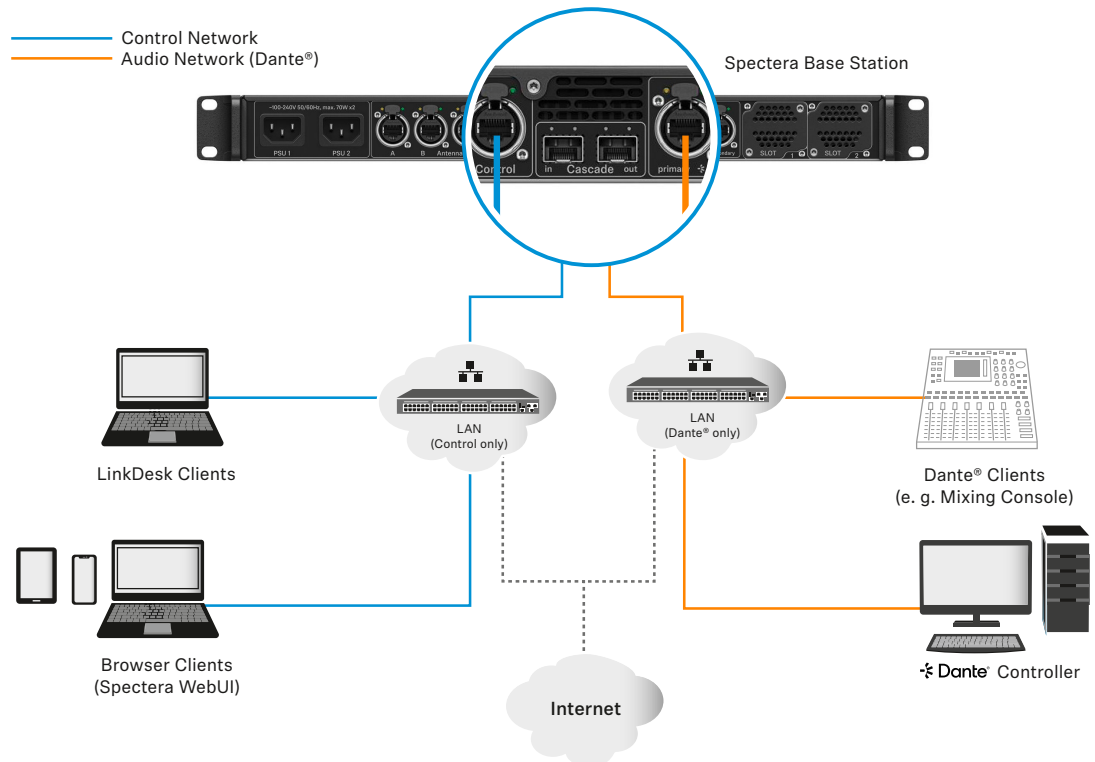 Control Network
Audio Network (Dante®)
Spectera Base Station
~100-240V 50/60Hz, max. 70W x2
PSU 1
PSU 2
A
B
Antenna
Control
in
Cascade
out
primary
SLOT
1
SLOT
2
LAN
(Control only)
LAN
(Dante® only)
LinkDesk Clients
Dante® Clients
(e. g. Mixing Console)
Browser Clients
(Spectera WebUI)
Internet
Dante® Controller